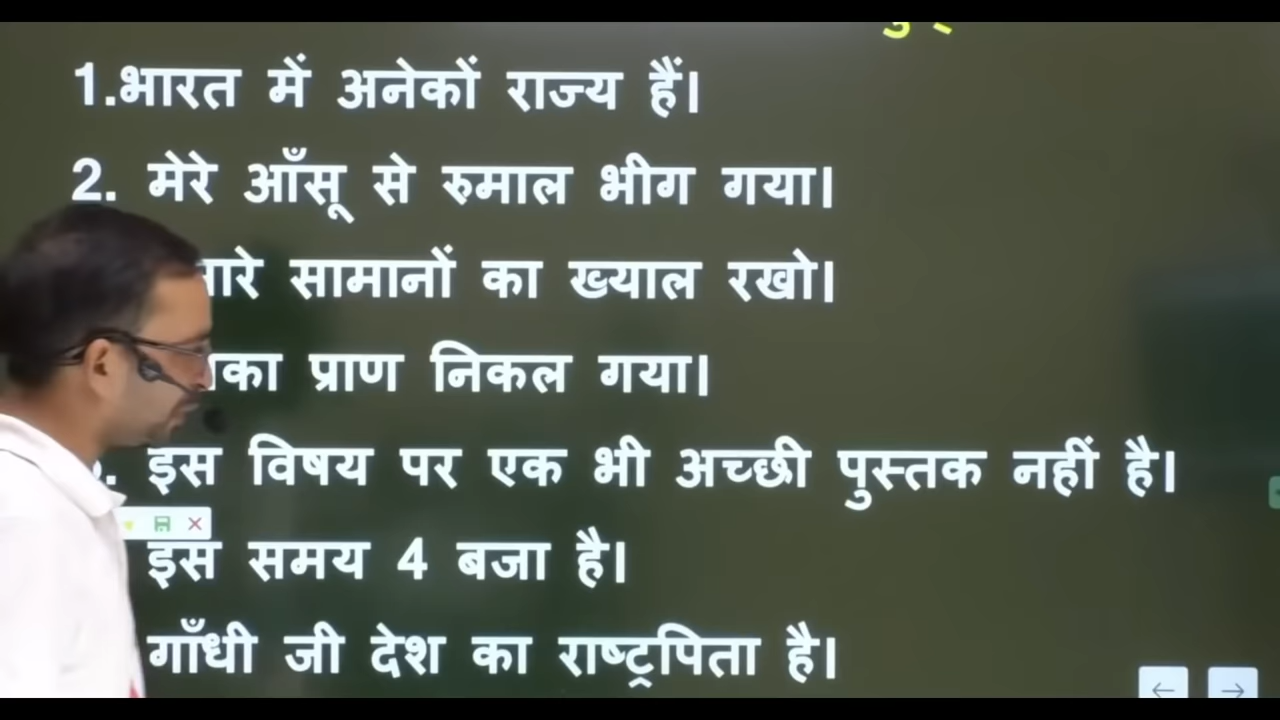 1.भारत में अनेकों राज्य हैं।
2. मेरे आँसू से रुमाल भीग गया।
सामानों का ख्याल रखो।
प्राण निकल गया।
इस विषय पर एक भी अच्छी पुस्तक नहीं है।
इस समय 4 बजा है।
गाँधी जी देश का राष्ट्रपिता है।